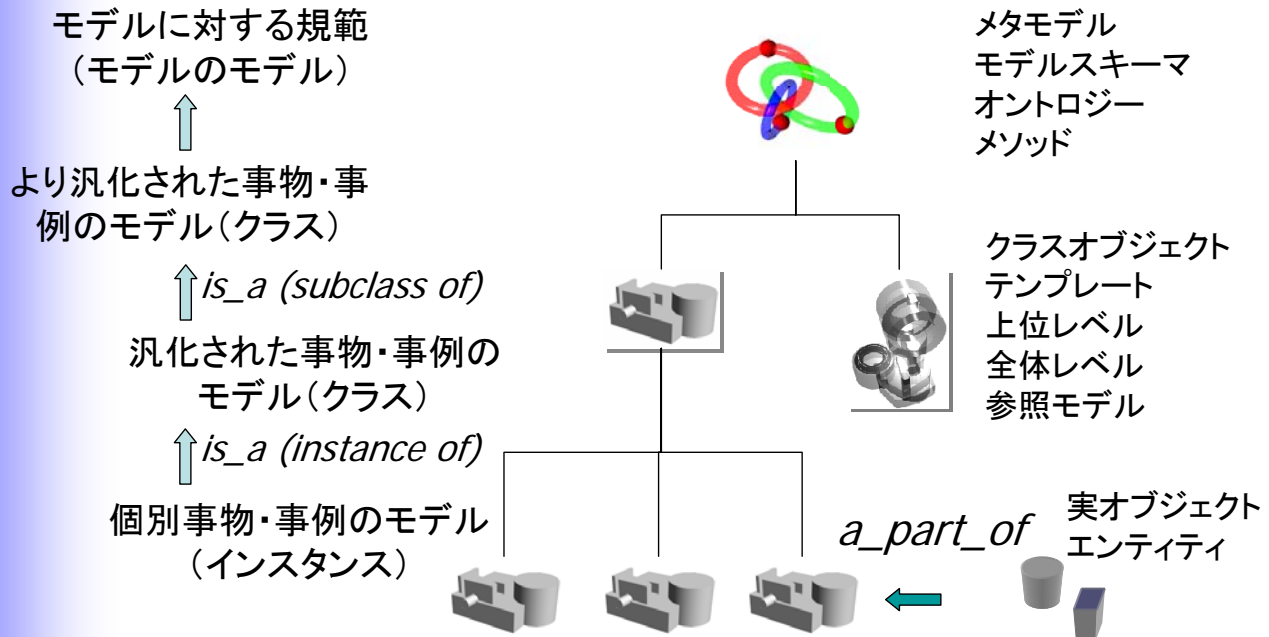 モデルに対する規範
（モデルのモデル）
より汎化された事物・事
例のモデル（クラス）
is_a (subclass of)
汎化された事物・事例の
モデル（クラス）
is_a (instance of)
個別事物・事例のモデル
（インスタンス）
メタモデル
モデルスキーマ
オントロジー
メソッド
クラスオブジェクト
テンプレート
上位レベル
全体レベル
参照モデル
a_part_of
実オブジェクト
エンティティ